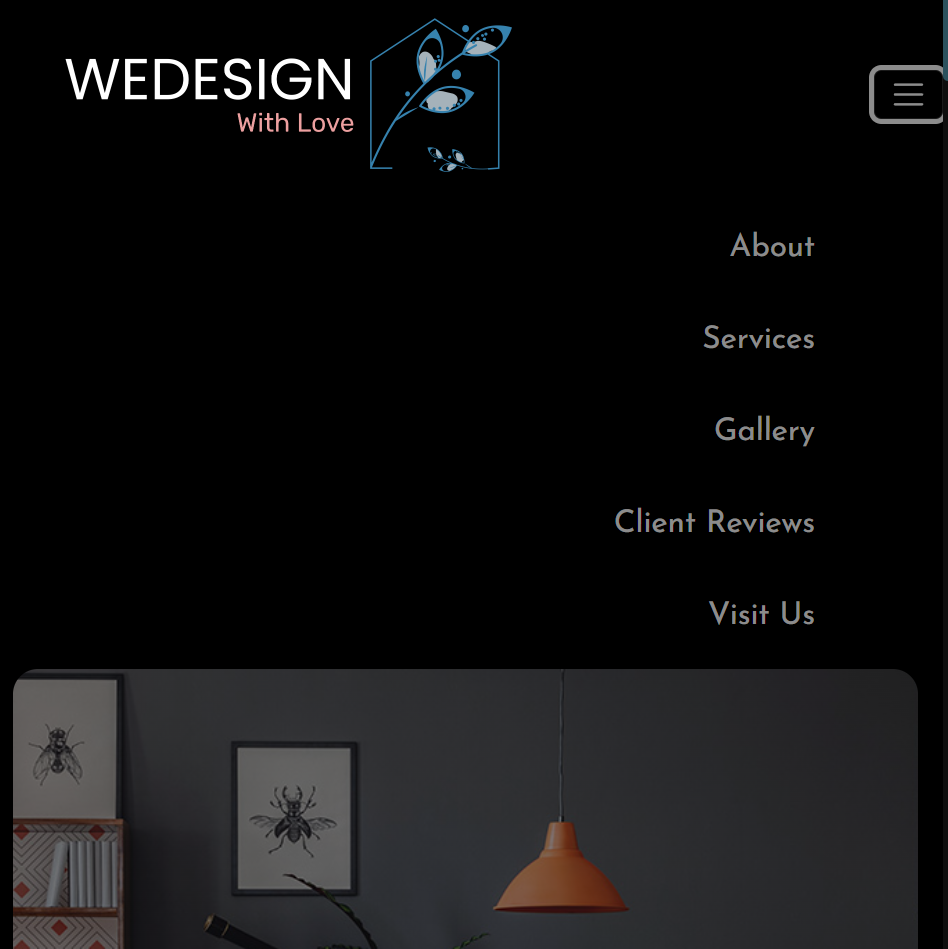 WEDESIGN
With Love
About
Services
Gallery
Client Reviews
Visit Us